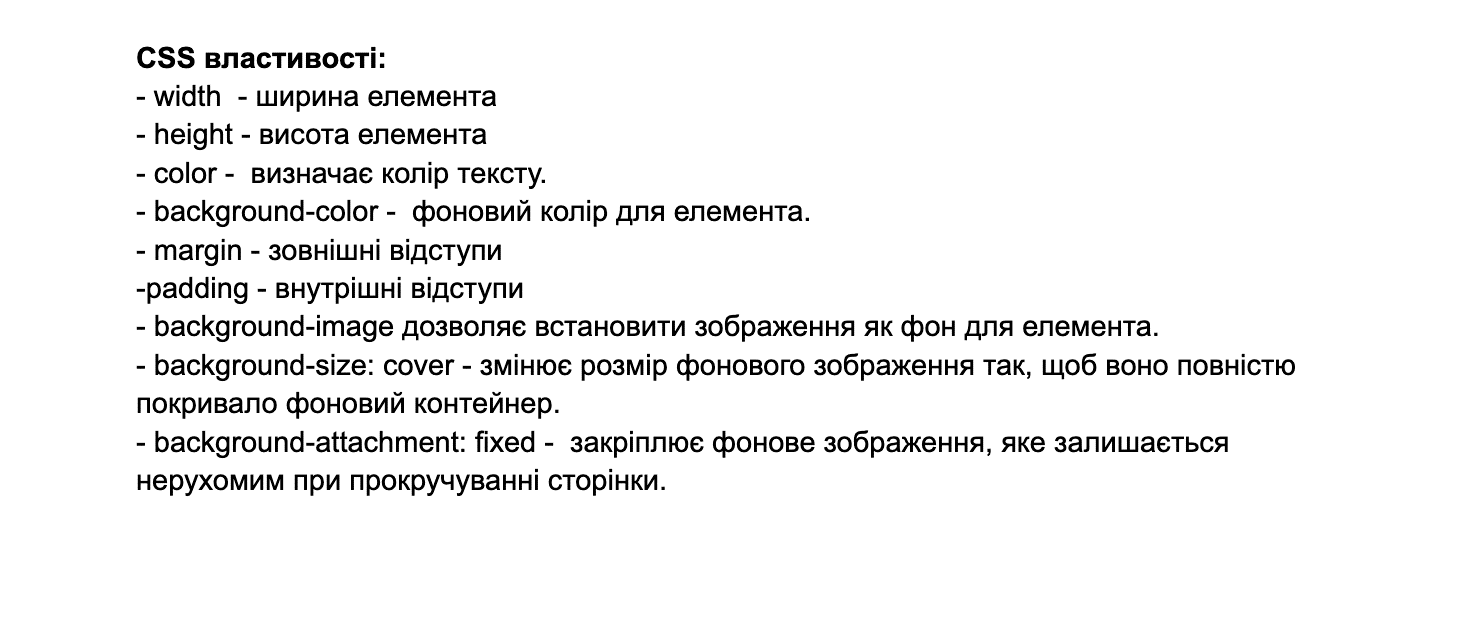 CSS властивості:
- width  - ширина елемента
- height - висота елемента
- color -  визначає колір тексту.
- background-color -  фоновий колір для елемента.
- margin - зовнішні відступи
-padding - внутрішні відступи
- background-image дозволяє встановити зображення як фон для елемента.
- background-size: cover - змінює розмір фонового зображення так, щоб воно повністю
покривало фоновий контейнер.
- background-attachment: fixed -  закріплює фонове зображення, яке залишається
нерухомим при прокручуванні сторінки.